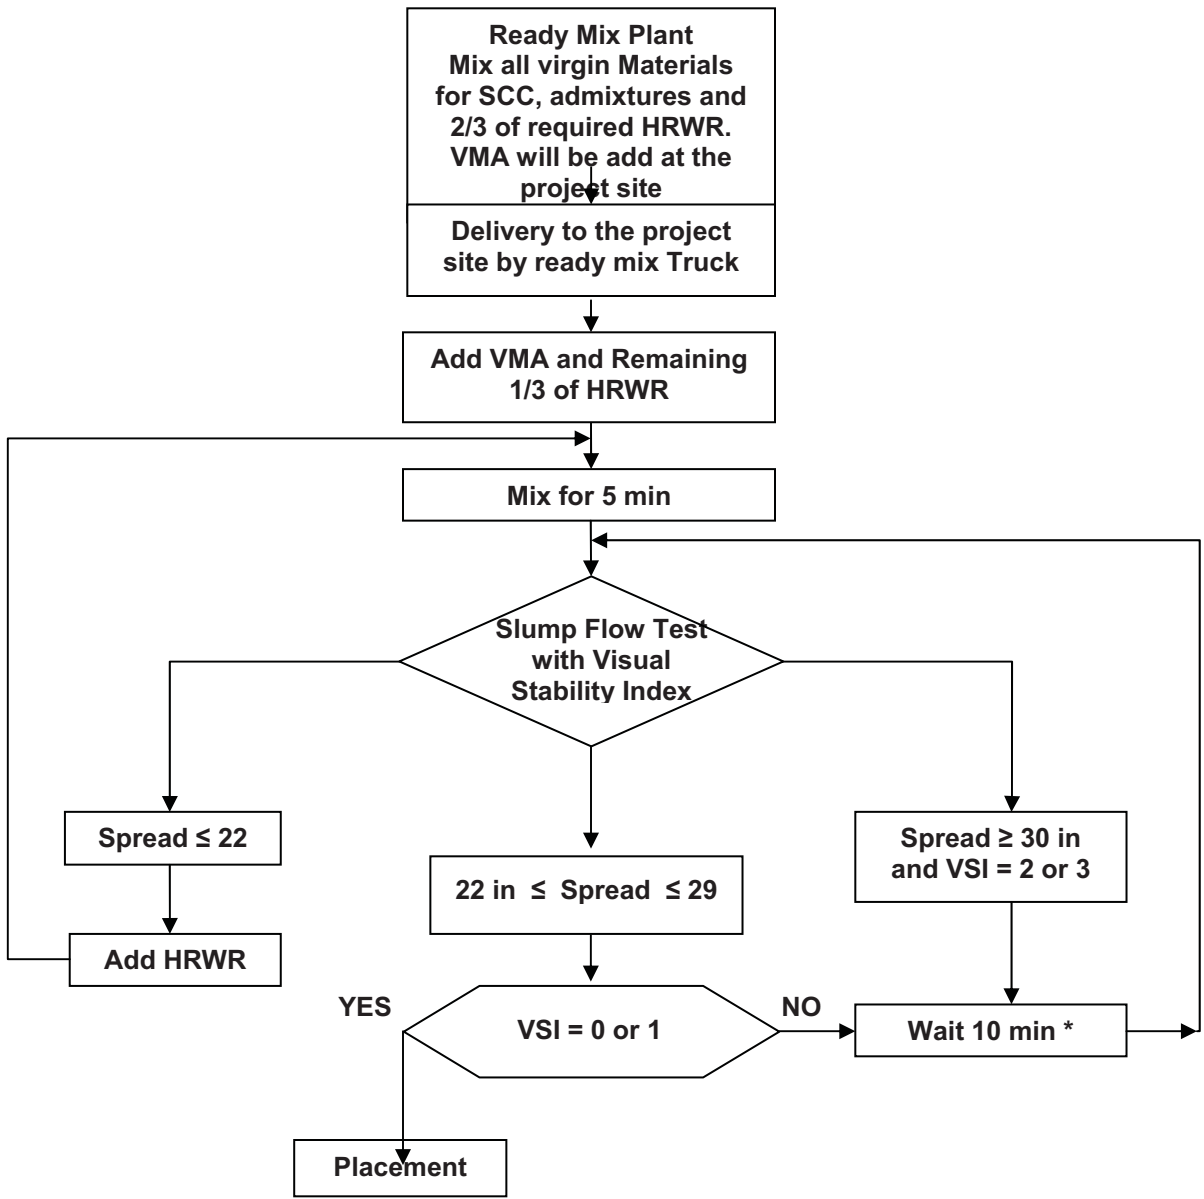 Ready Mix Plant
Mix all virgin Materials
for SCC, admixtures and
2/3 of required HRWR.
VMA will be add at the
project site
Delivery to the project
site by ready mix Truck
Add VMA and Remaining
1/3 of HRWR
Mix for 5 min
Slump Flow Test
with Visual
Stability Index
Spread ≤ 22
Spread ≥ 30 in
and VSI = 2 or 3
22 in ≤ Spread ≤ 29
Add HRWR
YES
NO
VSI = 0 or 1
Wait 10 min *
Placement